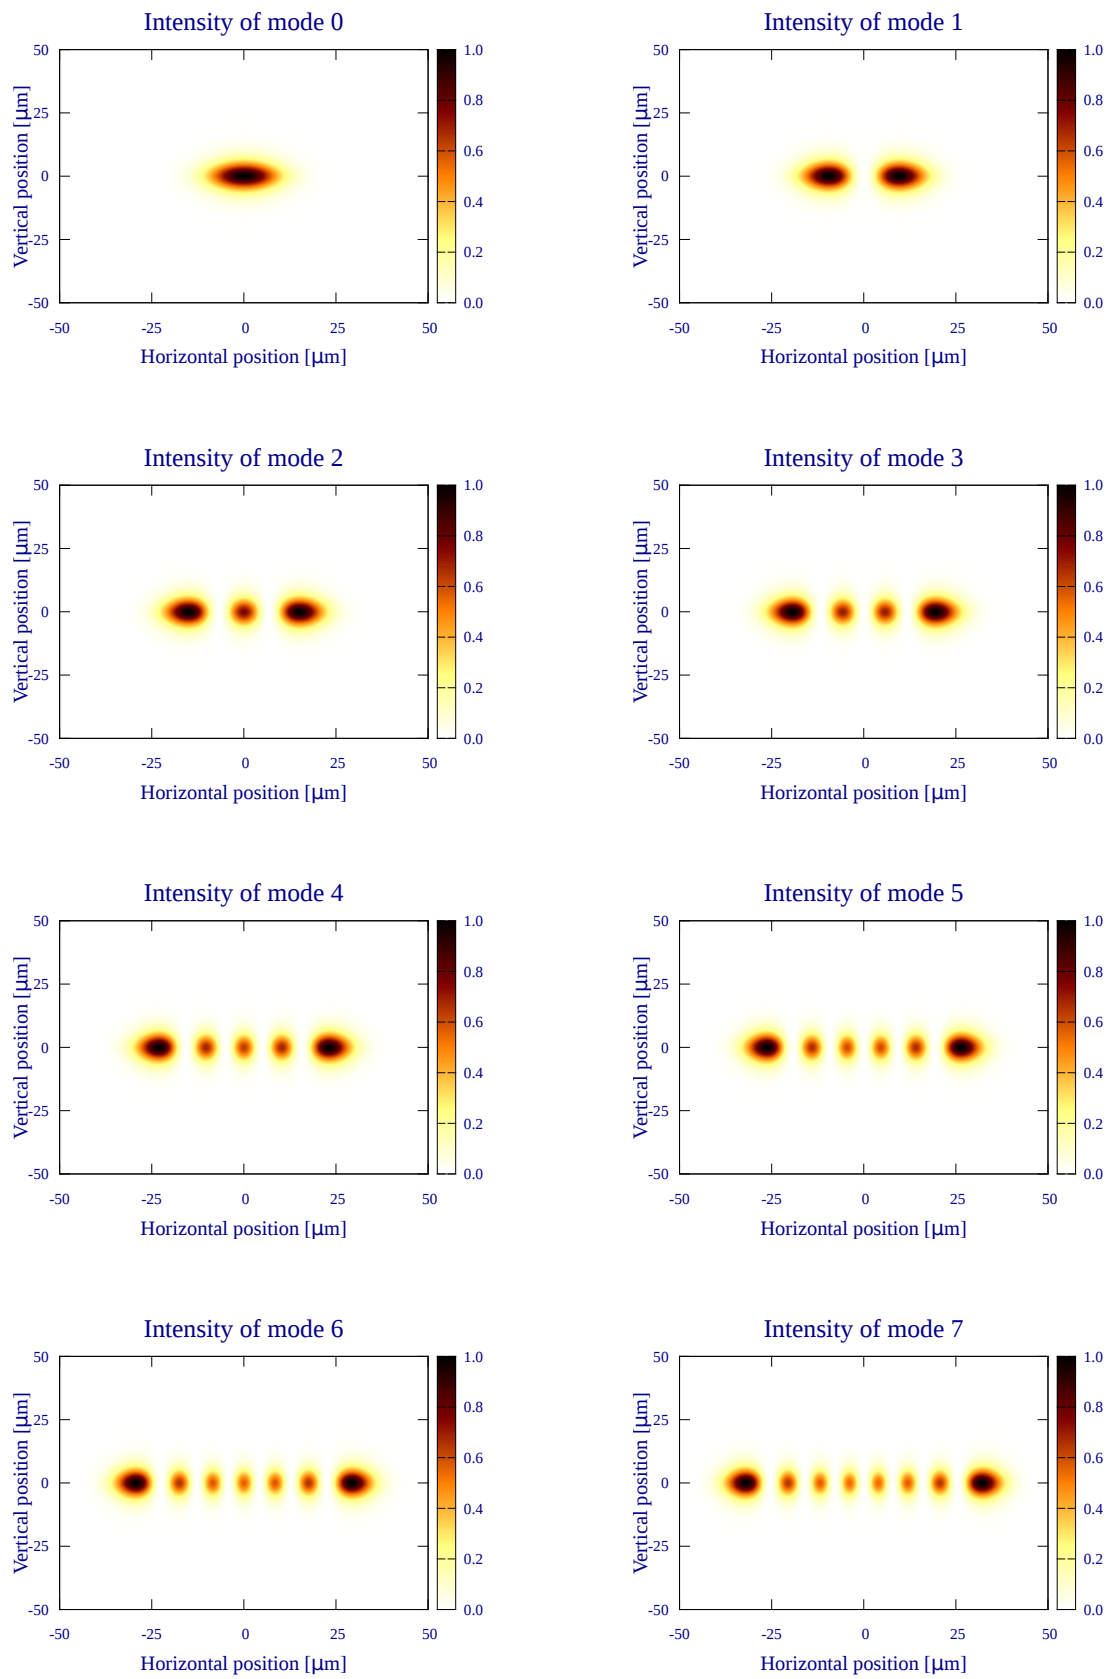 Intensity of mode 0
Vertical position [µm]
50
25
0
-25
-50
-50 -25 0 25 50
Horizontal position [µm]
1.0
0.8
0.6
0.4
0.2
0.0
Intensity of mode 1
Vertical position [µm]
50
25
0
-25
-50
-50 -25 0 25 50
Horizontal position [µm]
1.0
0.8
0.6
0.4
0.2
0.0
Intensity of mode 2
Vertical position [µm]
50
25
0
-25
-50
-50 -25 0 25 50
Horizontal position [µm]
1.0
0.8
0.6
0.4
0.2
0.0
Intensity of mode 3
Vertical position [µm]
50
25
0
-25
-50
-50 -25 0 25 50
Horizontal position [µm]
1.0
0.8
0.6
0.4
0.2
0.0
Intensity of mode 4
Vertical position [µm]
50
25
0
-25
-50
-50 -25 0 25 50
Horizontal position [µm]
1.0
0.8
0.6
0.4
0.2
0.0
Intensity of mode 5
Vertical position [µm]
50
25
0
-25
-50
-50 -25 0 25 50
Horizontal position [µm]
1.0
0.8
0.6
0.4
0.2
0.0
Intensity of mode 6
Vertical position [µm]
50
25
0
-25
-50
-50 -25 0 25 50
Horizontal position [µm]
1.0
0.8
0.6
0.4
0.2
0.0
Intensity of mode 7
Vertical position [µm]
50
25
0
-25
-50
-50 -25 0 25 50
Horizontal position [µm]
1.0
0.8
0.6
0.4
0.2
0.0